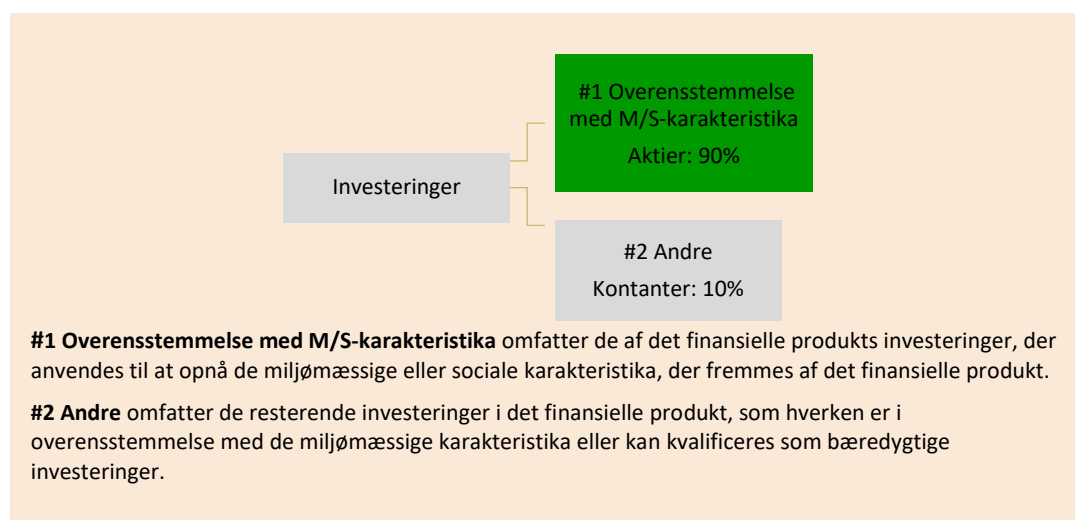 #1 Overensstemmelse
med M/S-karakteristika
Aktier: 90%
Investeringer
#2 Andre
Kontanter: 10%
#1 Overensstemmelse med M/S-karakteristika omfatter de af det finansielle produkts investeringer, der
anvendes til at opnå de miljømæssige eller sociale karakteristika, der fremmes af det finansielle produkt.
#2 Andre omfatter de resterende investeringer i det finansielle produkt, som hverken er i
overensstemmelse med de miljømæssige karakteristika eller kan kvalificeres som bæredygtige
investeringer.